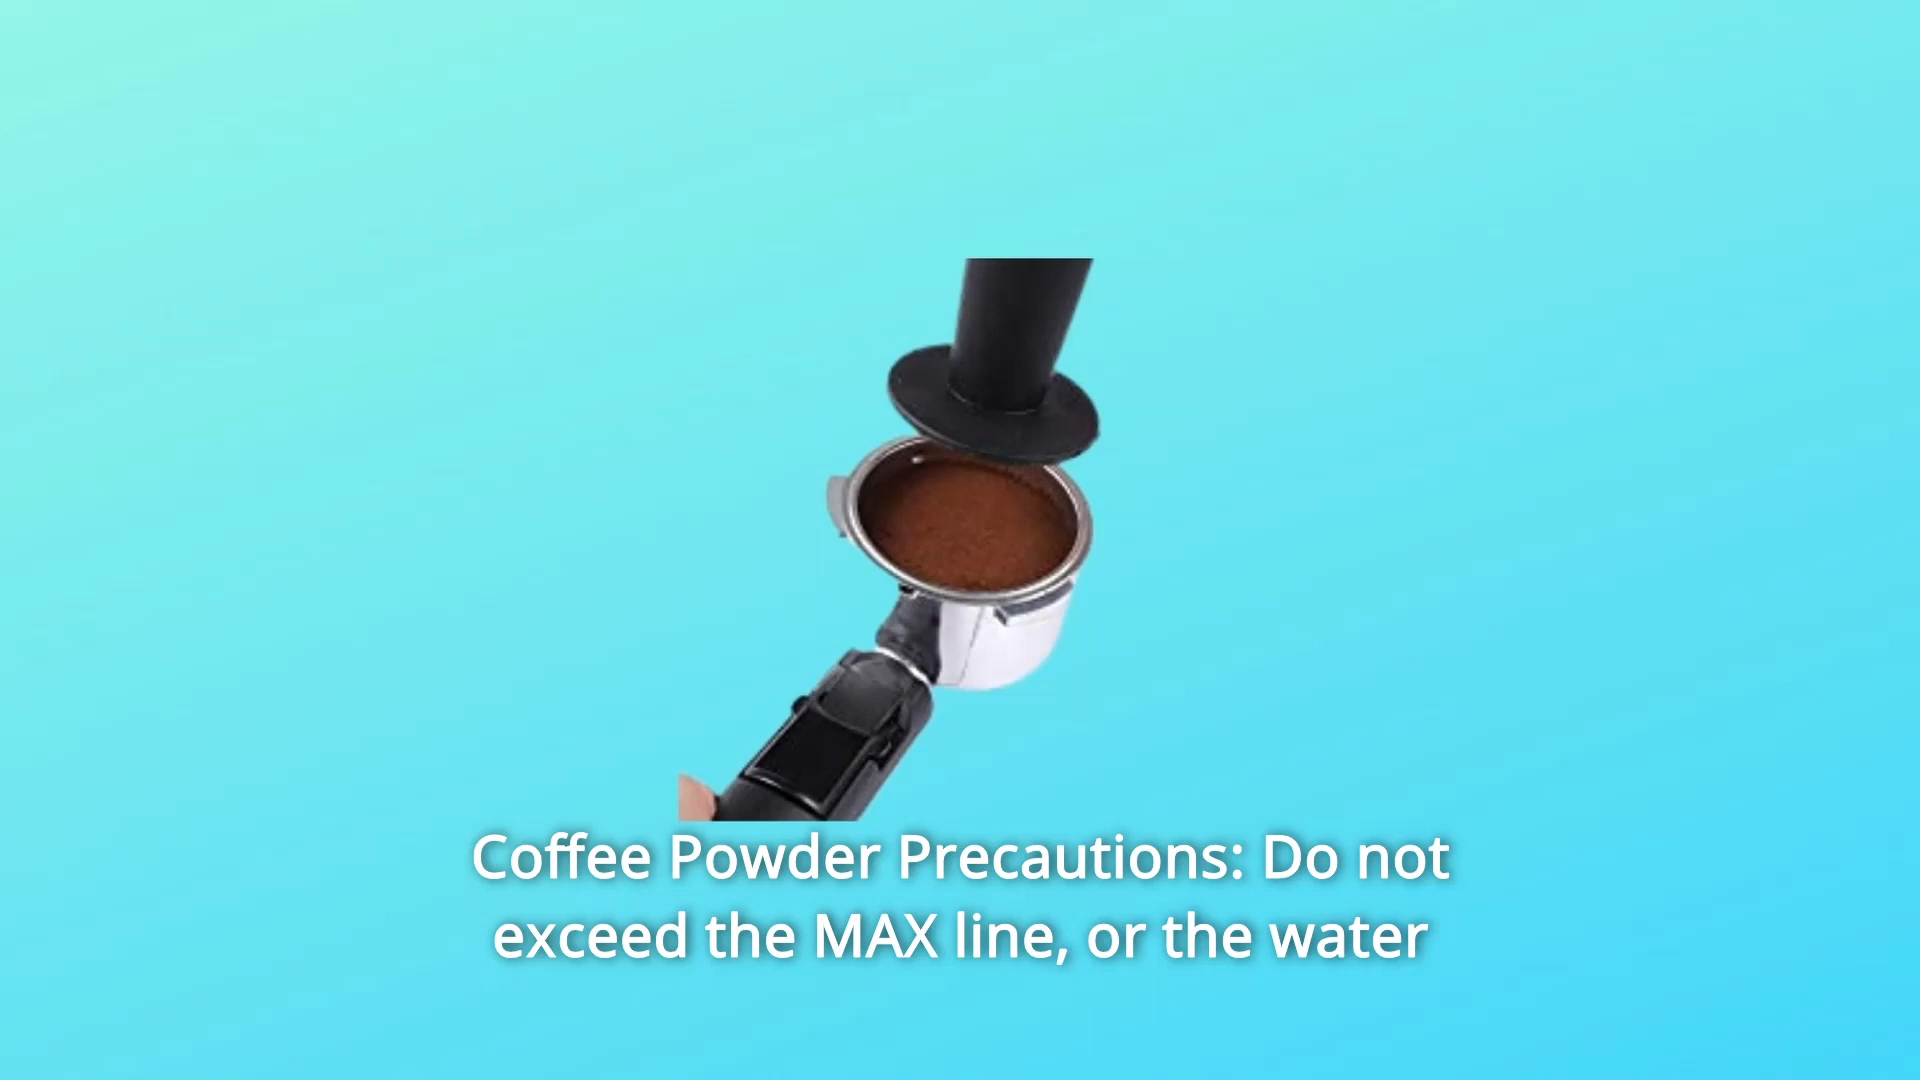 Coffee Powder Precautions: Do not
exceed the MAX line, or the water